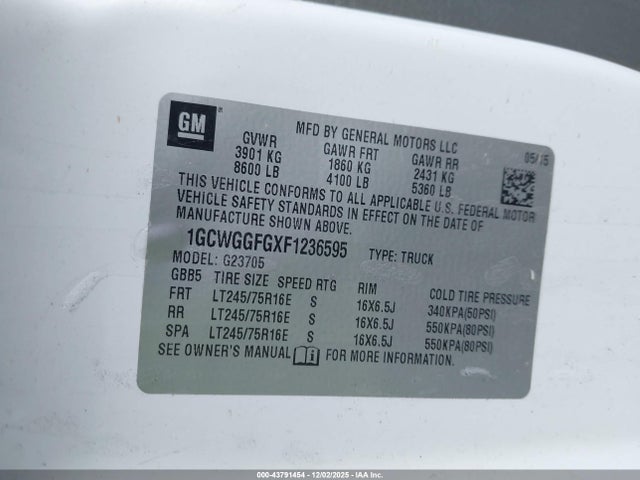 GM
MFD BY GENERAL MOTORS LLC 05/15
GVWR GAWR FRT GAWR RR
3901 KG 1860 KG 2431 KG
8600 LB 4100 LB 5360 LB
THIS VEHICLE CONFORMS TO ALL APPLICABLE U.S. FEDERAL MOTOR
VEHICLE SAFETY STANDARDS IN EFFECT ON THE DATE OF
MANUFACTURE SHOWN ABOVE.
1GCWGGFGXF1236595 TYPE: TRUCK
MODEL: G23705
GBB5 TIRE SIZE SPEED RTG RIM COLD TIRE PRESSURE
FRT LT245/75R16E S 16X6.5J 340KPA(50PSI)
RR LT245/75R16E S 16X6.5J 550KPA(80PSI)
SPA LT245/75R16E S 16X6.5J 550KPA(80PSI)
SEE OWNER'S MANUAL FOR MORE INFORMATION.
000-43791454 • 12/02/2025 • IAAI.COM